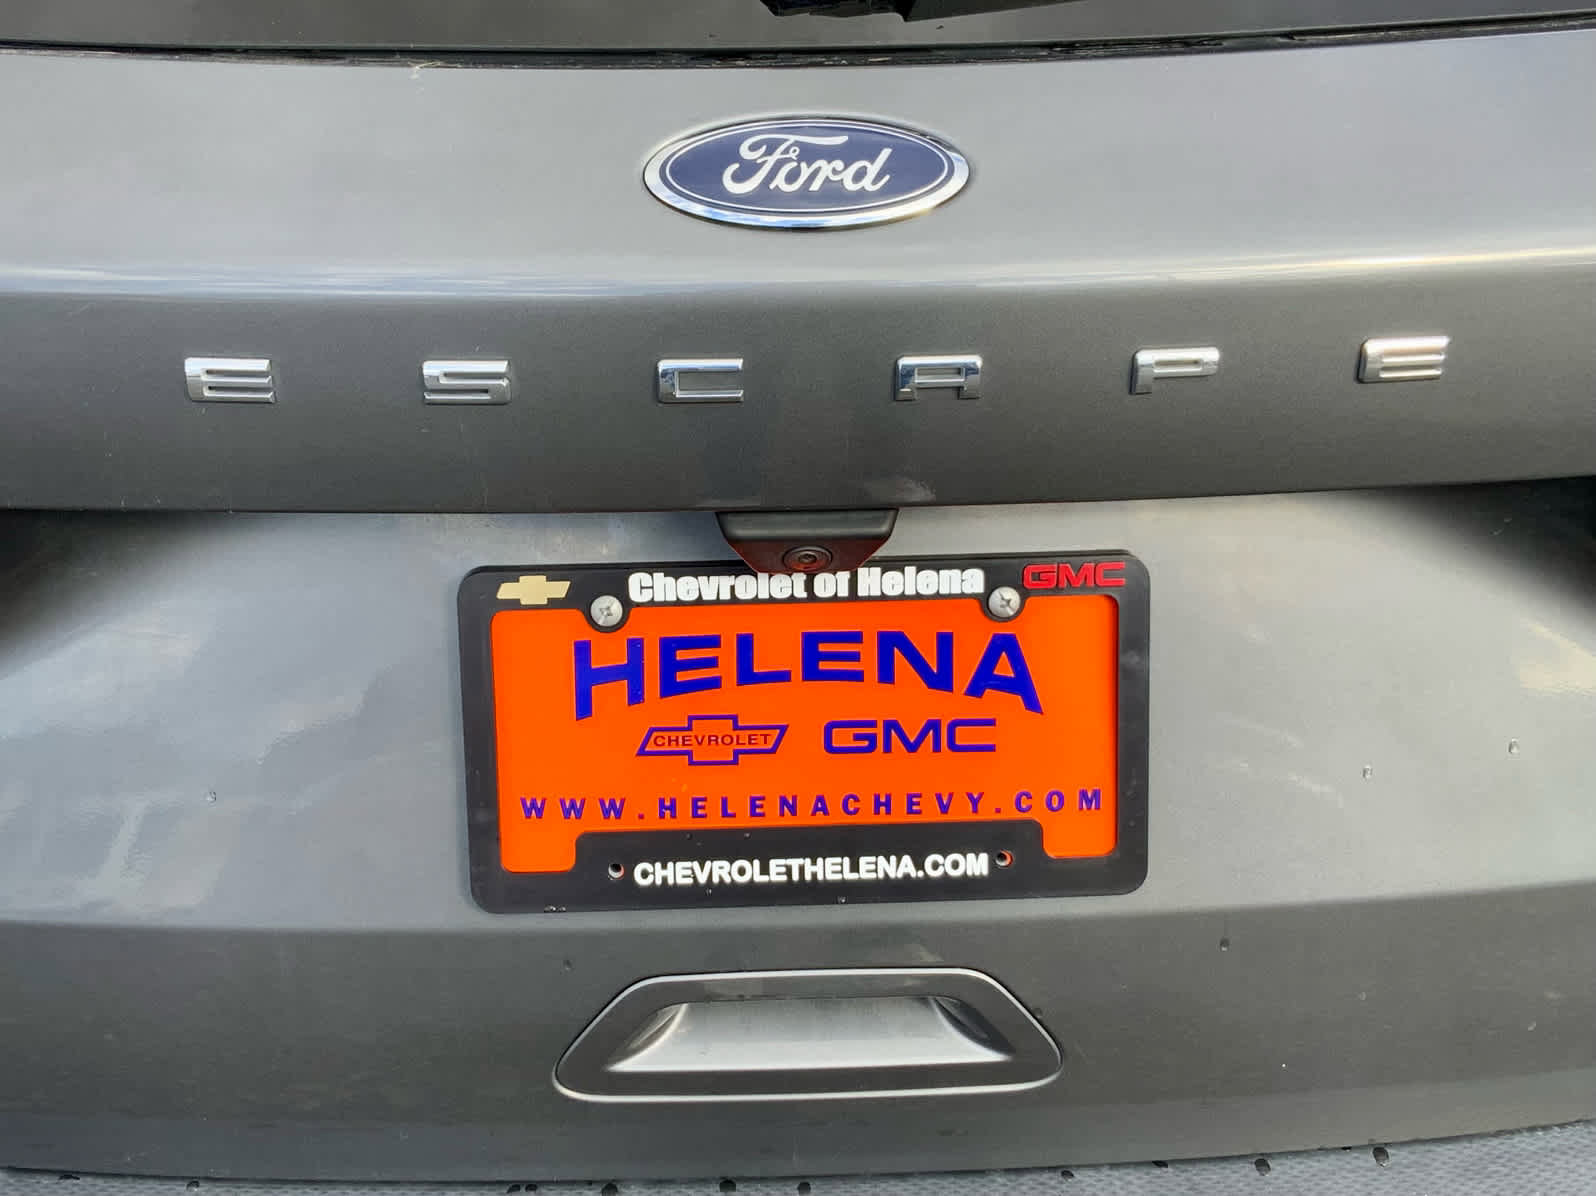 Ford
ESCAPE
Chevrolet of Helena GMC
HELENA
CHEVROLET GMC
WWW.HELENACHEVY.COM
CHEVROLETHELENA.COM